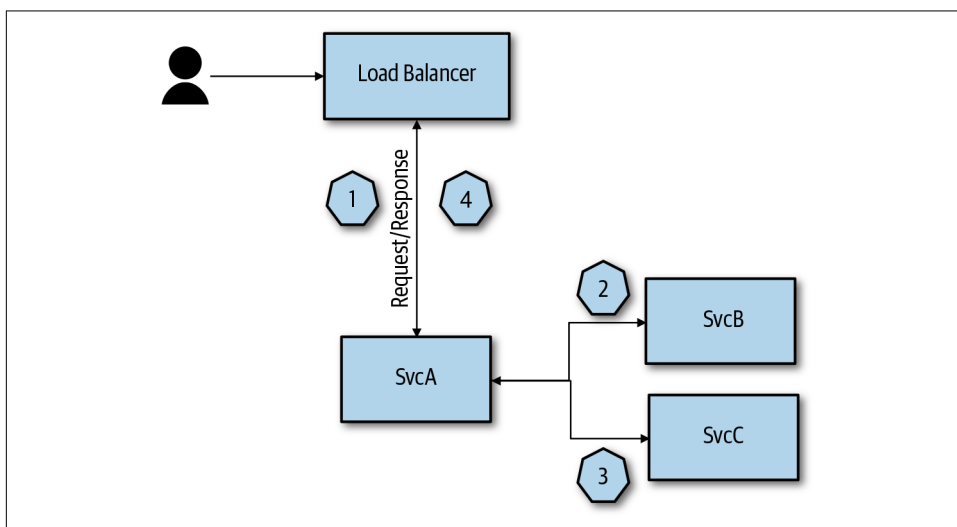 Load Balancer
1
Request/Response
4
2
SvcB
SvcA
SvcC
3